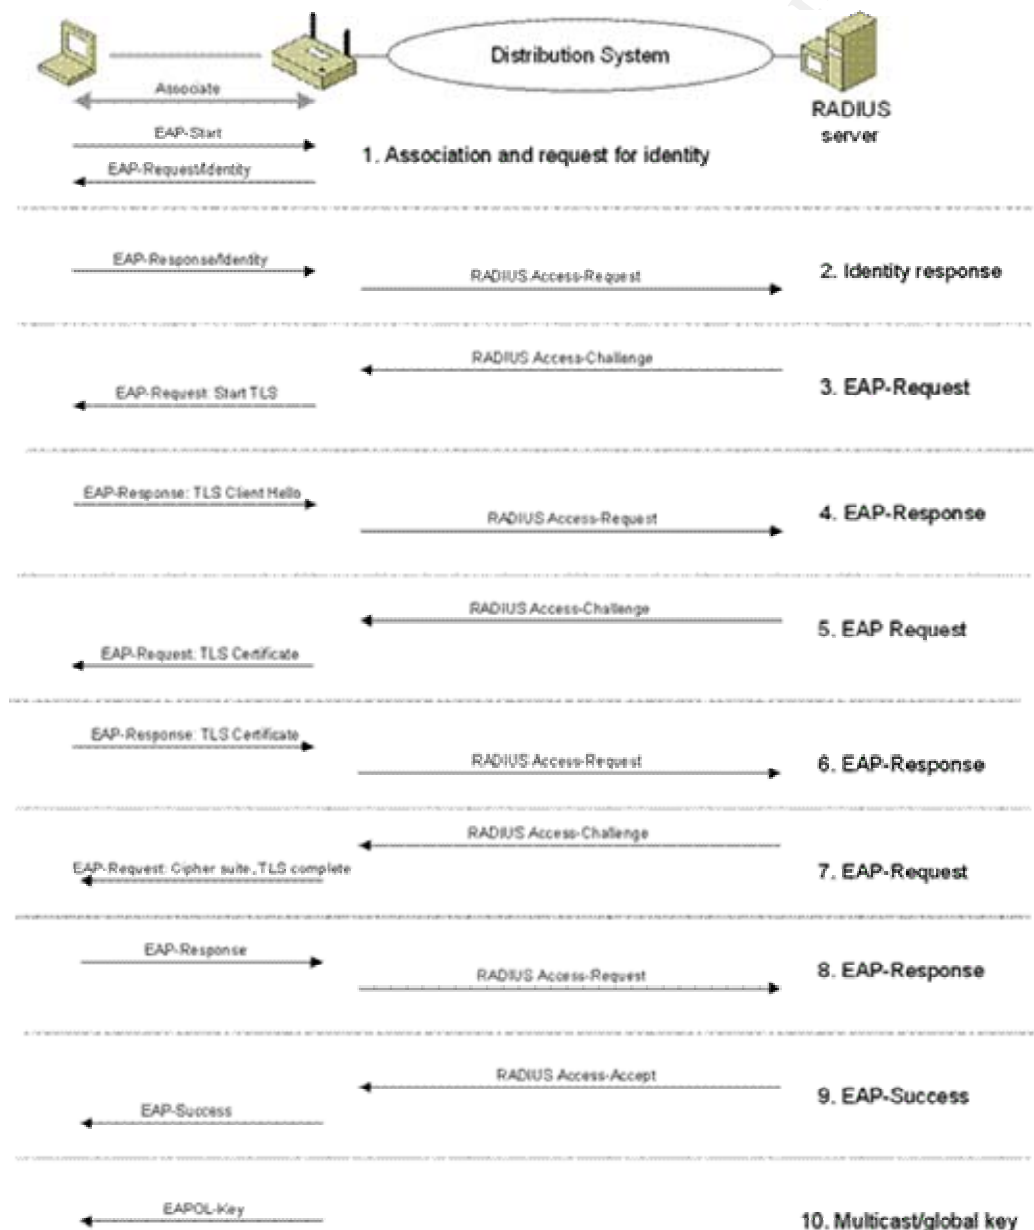 Distribution System
RADIUS
server
Associate
EAP-Start
EAP-Request/Identity
1. Association and request for identity
EAP-Response/Identity
RADIUS Access-Request
2. Identity response
RADIUS Access-Challenge
EAP-Request: Start TLS
3. EAP-Request
EAP-Response: TLS Client Hello
RADIUS Access-Request
4. EAP-Response
RADIUS Access-Challenge
EAP-Request: TLS Certificate
5. EAP Request
EAP-Response: TLS Certificate
RADIUS Access-Request
6. EAP-Response
RADIUS Access-Challenge
EAP-Request: Cipher suite, TLS complete
7. EAP-Request
EAP-Response
RADIUS Access-Request
8. EAP-Response
RADIUS Access-Accept
EAP-Success
9. EAP-Success
EAPOL-Key
10. Multicast/global key